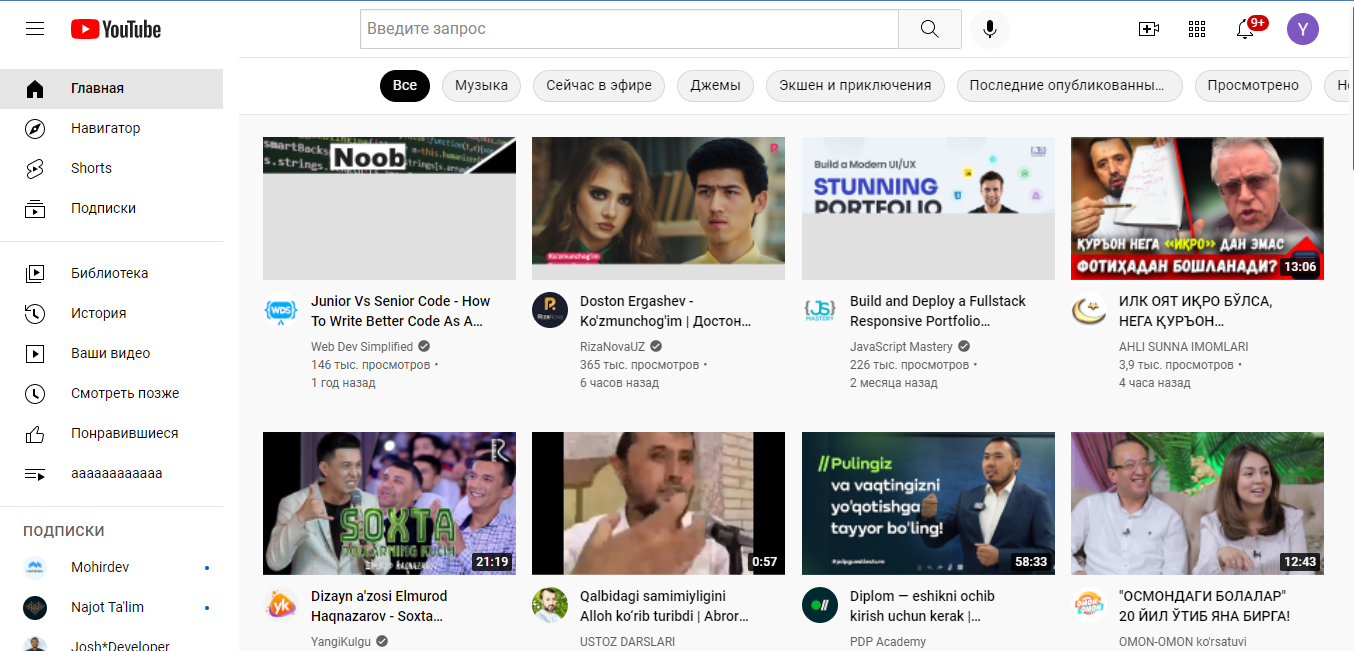 YouTube
Введите запрос
9+
Y
Главная
Навигатор
Shorts
Подписки
Библиотека
История
Ваши видео
Смотреть позже
Понравившиеся
aaaaaaaaaaaa
ПОДПИСКИ
Mohirdev
Najot Ta'lim
Josh*Developer
Все
Музыка
Сейчас в эфире
Джемы
Экшен и приключения
Последние опубликованны...
Просмотрено
Но
Noob
Junior Vs Senior Code - How
To Write Better Code As A...
Web Dev Simplified
146 тыс. просмотров •
1 год назад
Ko'zmunchog'im
Doston Ergashev -
Ko'zmunchog'im | Достон...
RizaNovaUZ
365 тыс. просмотров •
6 часов назад
Build a Modern UI/UX
STUNNING
PORTFOLIO
Build and Deploy a Fullstack
Responsive Portfolio...
JavaScript Mastery
226 тыс. просмотров •
2 месяца назад
ҚУРЪОН НЕГА «ИҚРО» ДАН ЭМАС
ФОТИҲАДАН БОШЛАНАДИ?
13:06
ИЛК ОЯТ ИҚРО БЎЛСА,
НЕГА ҚУРЪОН...
AHLI SUNNA IMOMLARI
3,9 тыс. просмотров •
4 часа назад
SOXTA
21:19
Dizayn a'zosi Elmurod
Haqnazarov - Soxta...
YangiKulgu
0:57
Qalbidagi samimiyligini
Alloh ko‘rib turibdi | Abror...
USTOZ DARSLARI
//Pulingiz
va vaqtingizni
yo'qotishga
tayyor bo'ling!
#pdpguestlecture
58:33
Diplom — eshikni ochib
kirish uchun kerak |...
PDP Academy
12:43
"ОСМОНДАГИ БОЛАЛАР"
20 ЙИЛ ЎТИБ ЯНА БИРГА!
OMON-OMON ko'rsatuvi